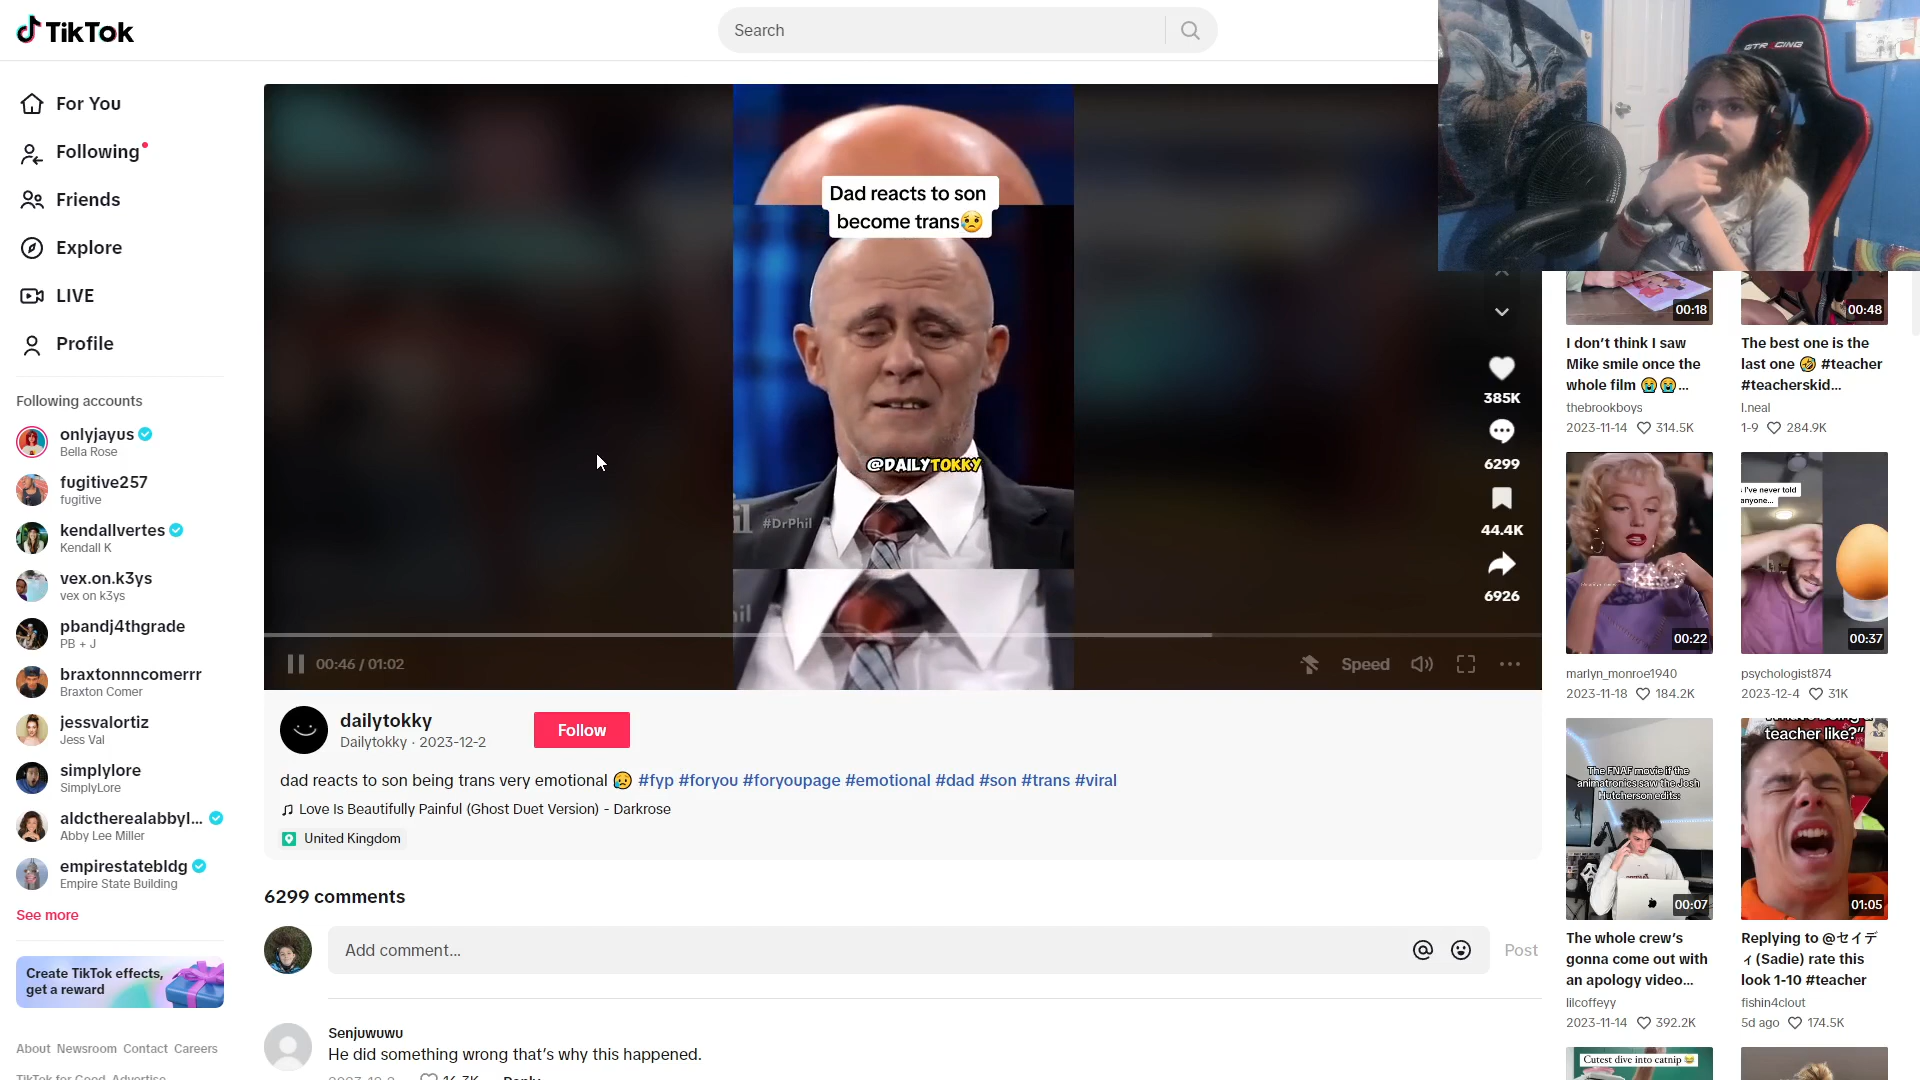 TikTok
Search
GTRACING
For You
Following
Friends
Explore
LIVE
Profile
Following accounts
onlyjayus
Bella Rose
fugitive257
fugitive
kendallvertes
Kendall K
vex.on.k3ys
vex on k3ys
pbandj4thgrade
PB + J
braxtonnncomerrr
Braxton Comer
jessvalortiz
Jess Val
simplylore
SimplyLore
aldctherealabbyl...
Abby Lee Miller
empirestatebldg
Empire State Building
See more
Create TikTok effects,
get a reward
About Newsroom Contact Careers
TikTok for Good Advertise
Dad reacts to son
become trans😥
@DAILYTOKKY
#DrPhil
385K
6299
44.4K
6926
00:46 / 01:02
Speed
dailytokky
Dailytokky · 2023-12-2
Follow
dad reacts to son being trans very emotional 😥 #fyp #foryou #foryoupage #emotional #dad #son #trans #viral
♫ Love Is Beautifully Painful (Ghost Duet Version) - Darkrose
United Kingdom
6299 comments
Add comment...
Post
Senjuwuwu
He did something wrong that's why this happened.
Reply
00:18
I don't think I saw
Mike smile once the
whole film 😭😭...
thebrookboys
2023-11-14 314.5K
00:48
The best one is the
last one 🤣 #teacher
#teacherskid...
l.neal
1-9 284.9K
00:22
marlyn_monroe1940
2023-11-18 184.2K
I've never told
anyone...
00:37
psychologist874
2023-12-4 31K
The FNAF movie if the
animatronics saw the Josh
Hutcherson edits:
00:07
The whole crew's
gonna come out with
an apology video...
lilcoffeyy
2023-11-14 392.2K
teacher like?"
01:05
Replying to @セイデ
ィ (Sadie) rate this
look 1-10 #teacher
fishin4clout
5d ago 174.5K
Cutest dive into catnip 😂